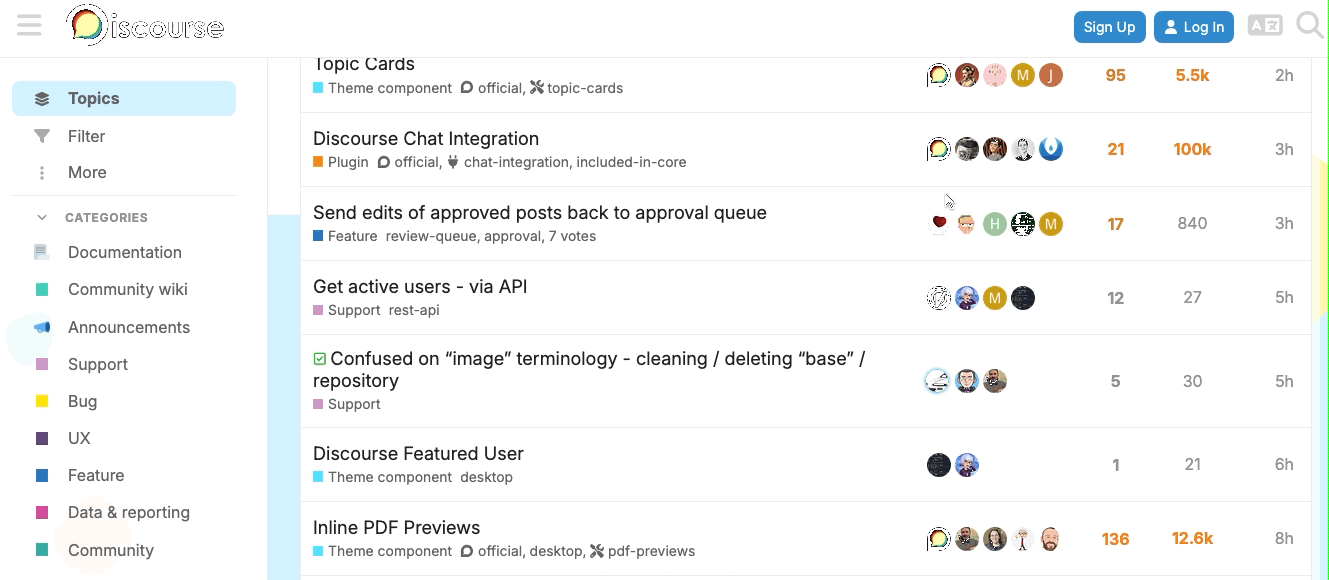 Discourse
Sign Up
Log In
Topics
Filter
More
CATEGORIES
Documentation
Community wiki
Announcements
Support
Bug
UX
Feature
Data & reporting
Community
Topic Cards
Theme component official, topic-cards
95 5.5k 2h
M J
Discourse Chat Integration
Plugin official, chat-integration, included-in-core
21 100k 3h
Send edits of approved posts back to approval queue
Feature review-queue, approval, 7 votes
H M
17 840 3h
Get active users - via API
Support rest-api
M
12 27 5h
Confused on “image” terminology - cleaning / deleting “base” /
repository
Support
5 30 5h
Discourse Featured User
Theme component desktop
1 21 6h
Inline PDF Previews
Theme component official, desktop, pdf-previews
136 12.6k 8h